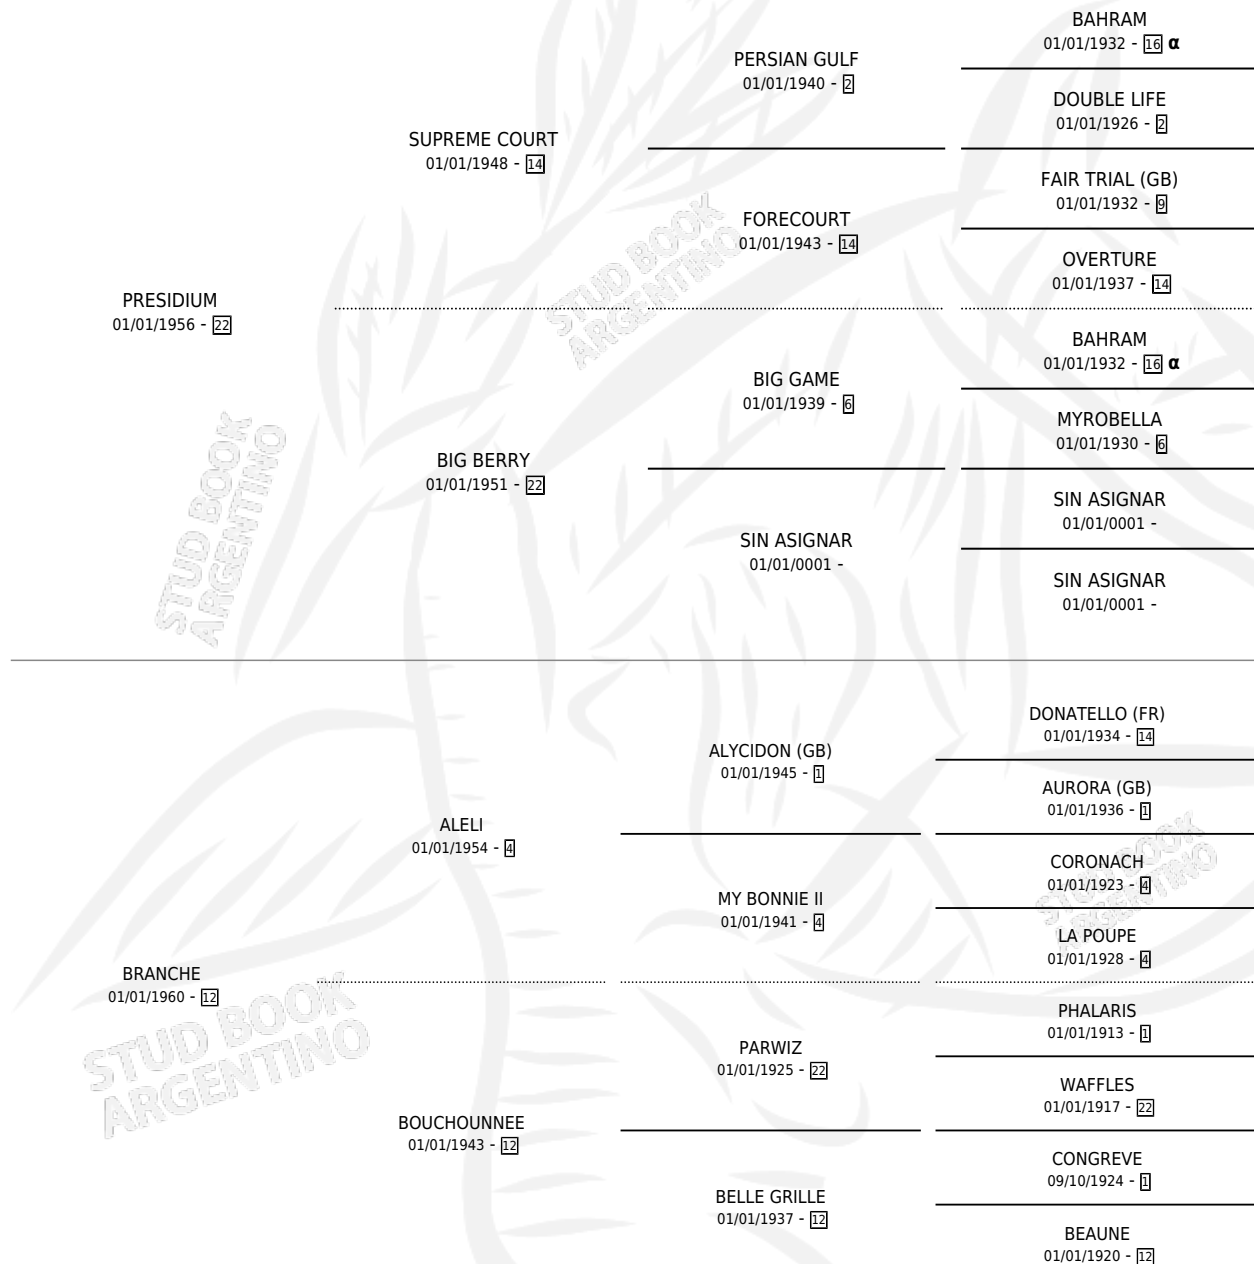 PRESIDIUM
01/01/1956 - 22
SUPREME COURT
01/01/1948 - 14
PERSIAN GULF
01/01/1940 - 2
BAHRAM
01/01/1932 - 16 α
DOUBLE LIFE
01/01/1926 - 2
FORECOURT
01/01/1943 - 14
FAIR TRIAL (GB)
01/01/1932 - 9
OVERTURE
01/01/1937 - 14
BIG BERRY
01/01/1951 - 22
BIG GAME
01/01/1939 - 6
BAHRAM
01/01/1932 - 16 α
MYROBELLA
01/01/1930 - 6
SIN ASIGNAR
01/01/0001 -
SIN ASIGNAR
01/01/0001 -
SIN ASIGNAR
01/01/0001 -
BRANCHE
01/01/1960 - 12
ALELI
01/01/1954 - 4
ALYCIDON (GB)
01/01/1945 - 1
DONATELLO (FR)
01/01/1934 - 14
AURORA (GB)
01/01/1936 - 1
MY BONNIE II
01/01/1941 - 4
CORONACH
01/01/1923 - 4
LA POUPE
01/01/1928 - 4
BOUCHOUNNEE
01/01/1943 - 12
PARWIZ
01/01/1925 - 22
PHALARIS
01/01/1913 - 1
WAFFLES
01/01/1917 - 22
BELLE GRILLE
01/01/1937 - 12
CONGREVE
09/10/1924 - 1
BEAUNE
01/01/1920 - 12
STUD BOOK
ARGENTINO
STUD BOOK
ARGENTINO
STUD BOOK
ARGENTINO
STUD BOOK
ARGENTINO